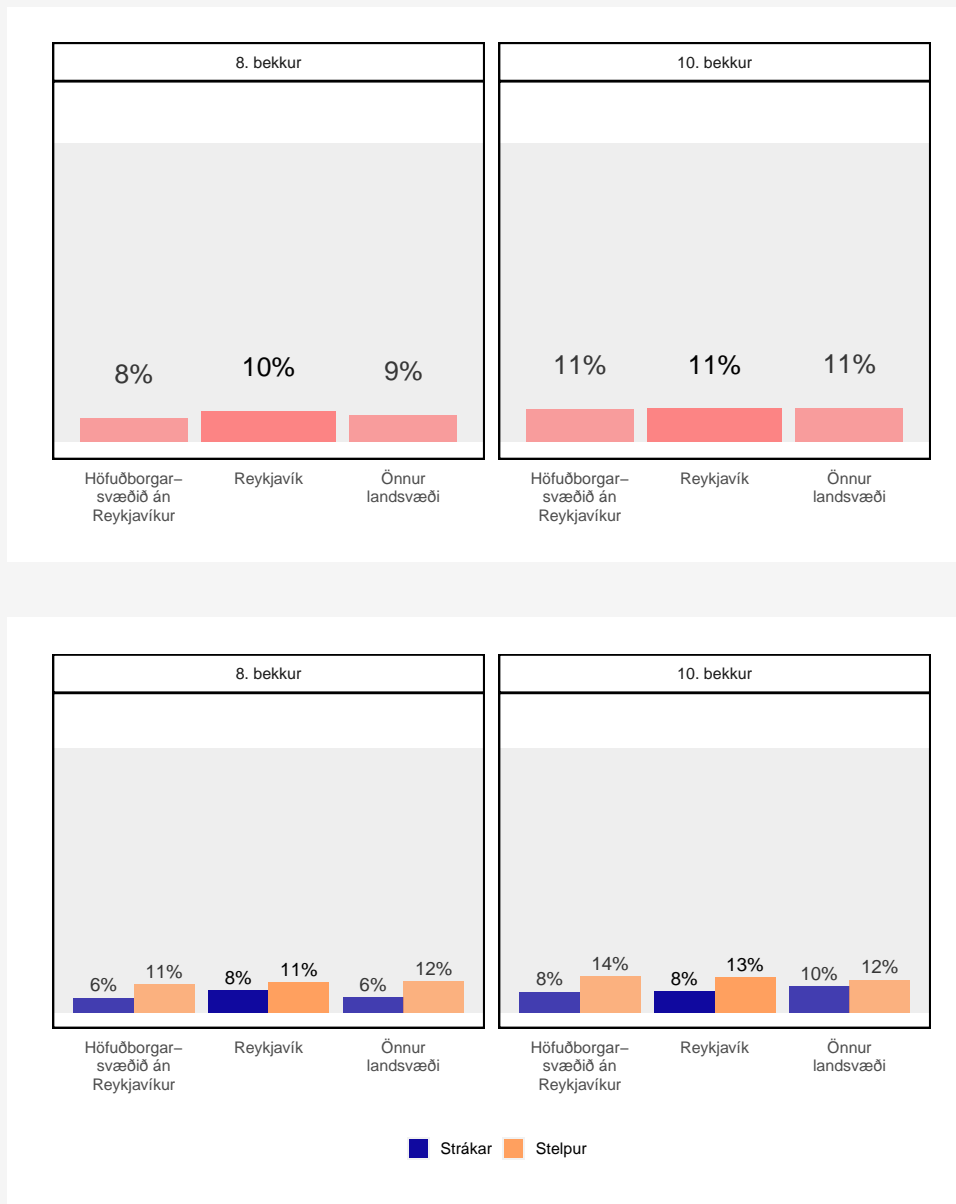 8. bekkur
10. bekkur
8%
10%
9%
11%
11%
11%
Höfuðborgar–
svæðið án
Reykjavíkur
Reykjavík
Önnur
landsvæði
Höfuðborgar–
svæðið án
Reykjavíkur
Reykjavík
Önnur
landsvæði
8. bekkur
10. bekkur
6%
11%
8%
11%
6%
12%
8%
14%
8%
13%
10%
12%
Höfuðborgar–
svæðið án
Reykjavíkur
Reykjavík
Önnur
landsvæði
Höfuðborgar–
svæðið án
Reykjavíkur
Reykjavík
Önnur
landsvæði
Strákar
Stelpur